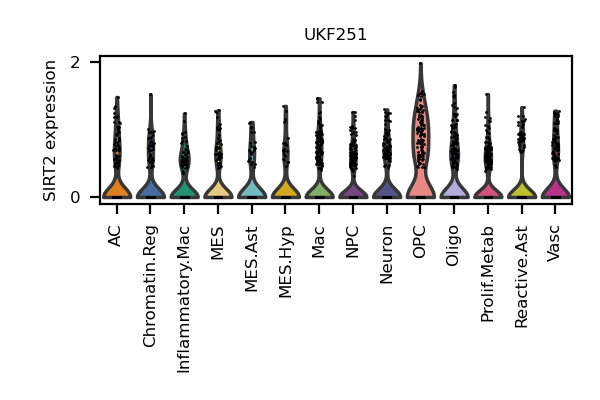 UKF251
SIRT2 expression
2
0
AC
Chromatin.Reg
Inflammatory.Mac
MES
MES.Ast
MES.Hyp
Mac
NPC
Neuron
OPC
Oligo
Prolif.Metab
Reactive.Ast
Vasc